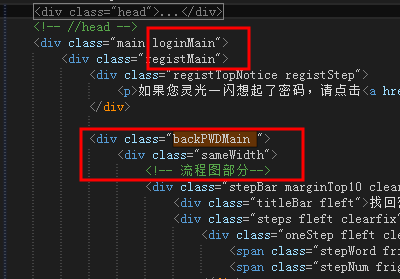 <div class="head">...</div>
<!-- //head -->
<div class="main loginMain">
<div class="registMain">
<div class="registTopNotice registStep">
<p>如果您灵光一闪想起了密码，请点击<a hr
</div>
<div class="backPWDMain ">
<div class="sameWidth">
<!-- 流程图部分-->
<div class="stepBar marginTop10 clear
<div class="titleBar fleft">找回
<div class="steps fleft clearfix"
<div class="oneStep fleft cle
<span class="stepWord fri
<span class="stepNum frig